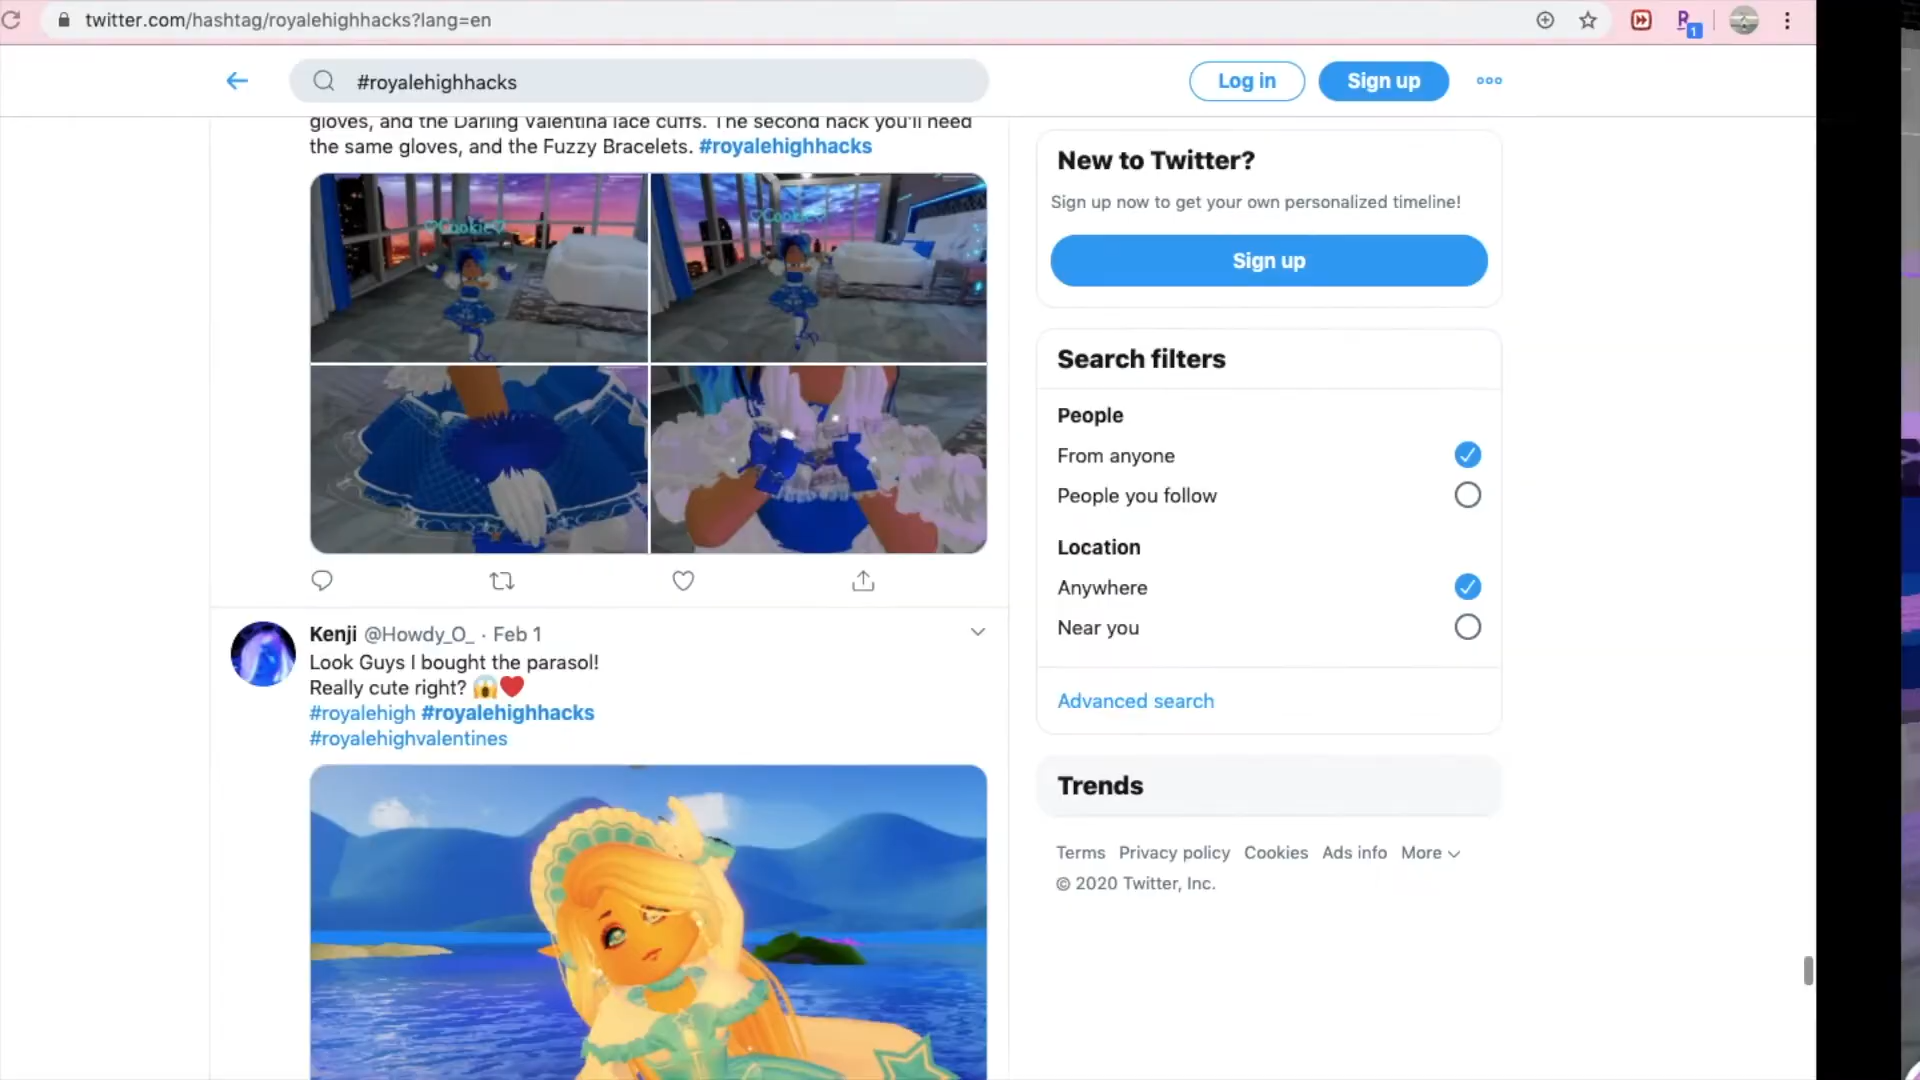 twitter.com/hashtag/royalehighhacks?lang=en
1
#royalehighhacks
Log in
Sign up
gloves, and the Darling Valentina lace cuffs. The second hack you'll need
the same gloves, and the Fuzzy Bracelets. #royalehighhacks
♡Cookie♡
♡Cookie♡
Kenji @Howdy_O_ · Feb 1
Look Guys I bought the parasol!
Really cute right? 😱❤️
#royalehigh #royalehighhacks
#royalehighvalentines
New to Twitter?
Sign up now to get your own personalized timeline!
Sign up
Search filters
People
From anyone
People you follow
Location
Anywhere
Near you
Advanced search
Trends
Terms Privacy policy Cookies Ads info More
© 2020 Twitter, Inc.